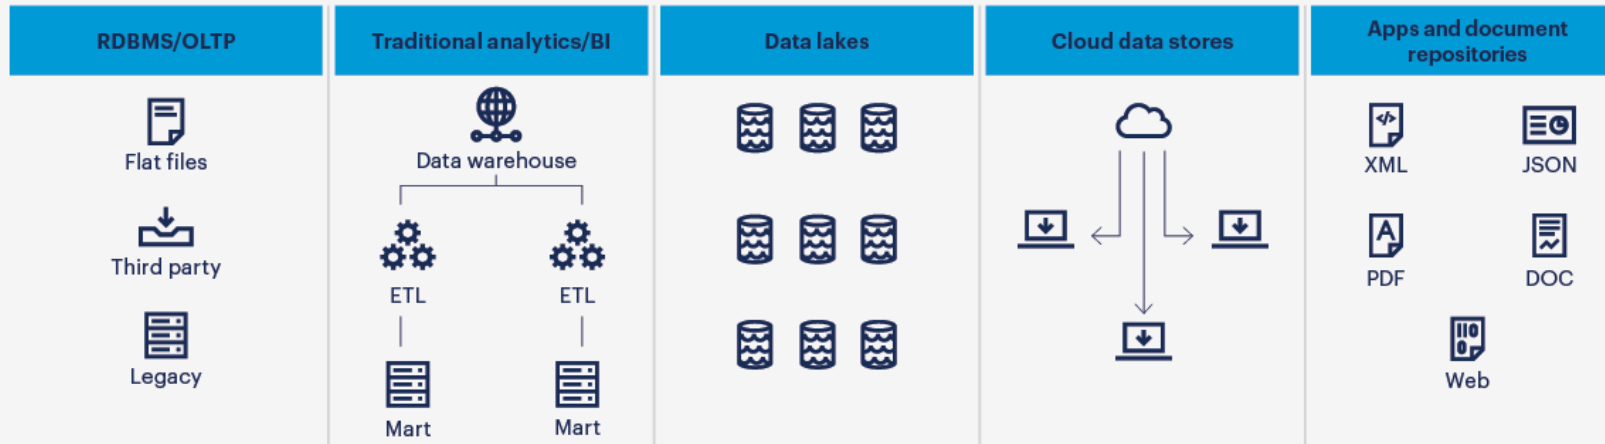 RDBMS/OLTP
Traditional analytics/BI
Data lakes
Cloud data stores
Apps and document
repositories
Flat files
Third party
Legacy
Data warehouse
ETL
ETL
Mart
Mart
</>
XML
JSON
A
PDF
DOC
Web